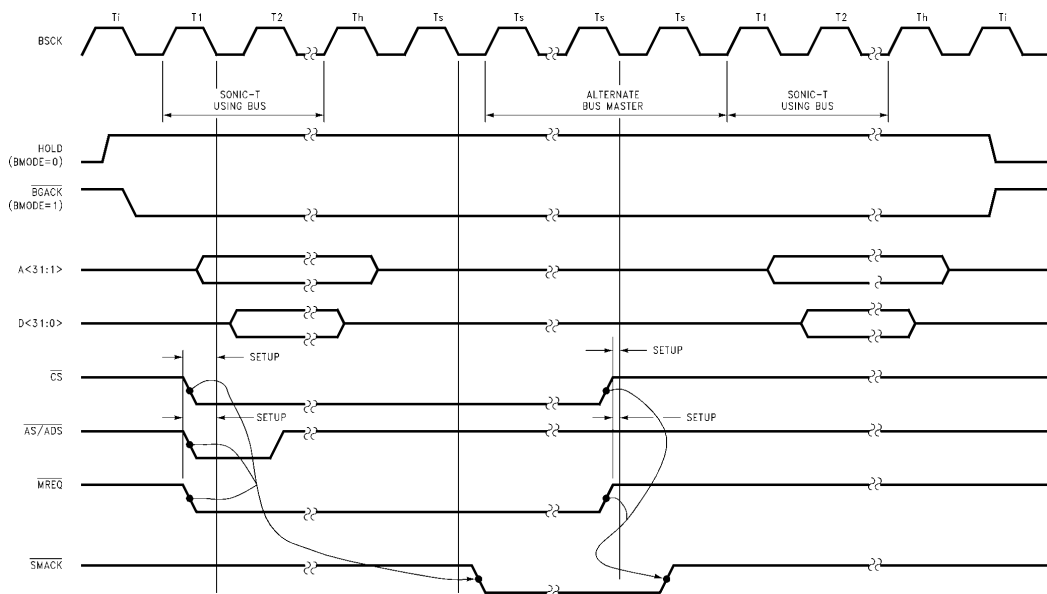 Ti T1 T2 Th Ts Ts Ts Ts T1 T2 Th Ti
BSCK
SONIC-T
USING BUS
ALTERNATE
BUS MASTER
SONIC-T
USING BUS
HOLD
(BMODE=0)
BGACK
(BMODE=1)
A<31:1>
D<31:0>
SETUP SETUP
CS
SETUP SETUP
AS/ADS
MREQ
SMACK